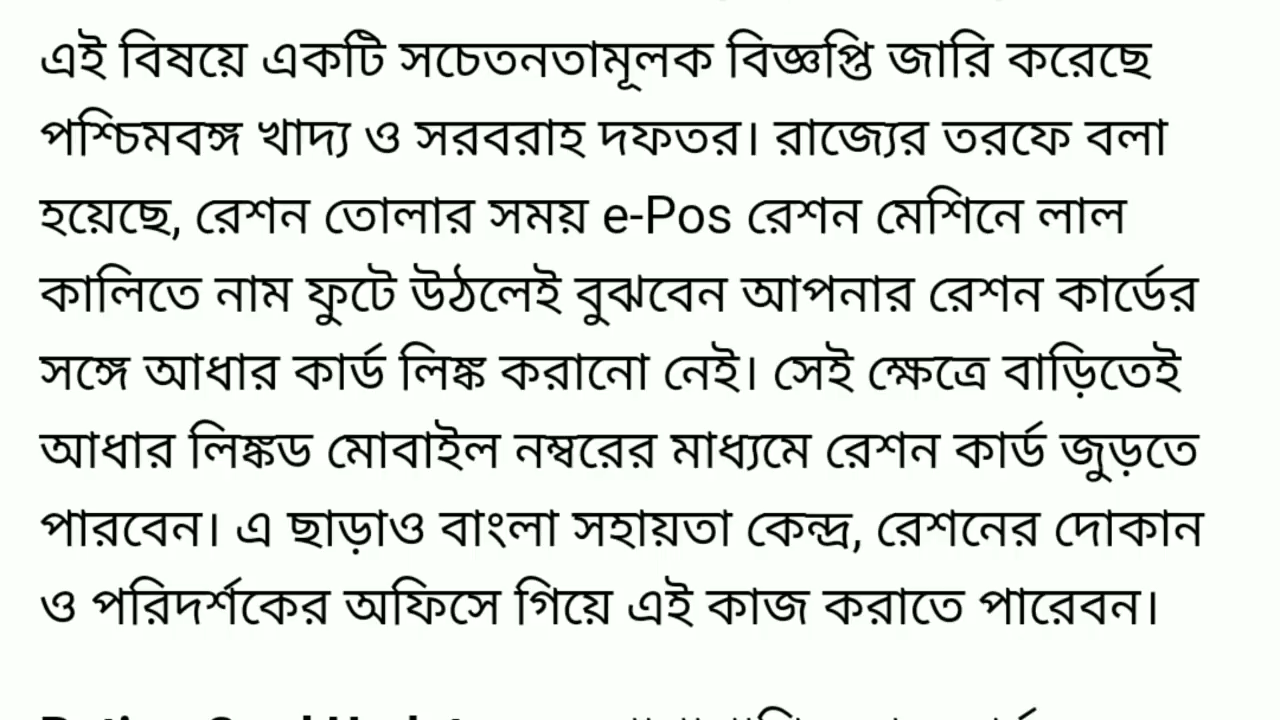 এই বিষয়ে একটি সচেতনতামূলক বিজ্ঞপ্তি জারি করেছে
পশ্চিমবঙ্গ খাদ্য ও সরবরাহ দফতর। রাজ্যের তরফে বলা
হয়েছে, রেশন তোলার সময় e-Pos রেশন মেশিনে লাল
কালিতে নাম ফুটে উঠলেই বুঝবেন আপনার রেশন কার্ডের
সঙ্গে আধার কার্ড লিঙ্ক করানো নেই। সেই ক্ষেত্রে বাড়িতেই
আধার লিঙ্কড মোবাইল নম্বরের মাধ্যমে রেশন কার্ড জুড়তে
পারবেন। এ ছাড়াও বাংলা সহায়তা কেন্দ্র, রেশনের দোকান
ও পরিদর্শকের অফিসে গিয়ে এই কাজ করাতে পারেবন।